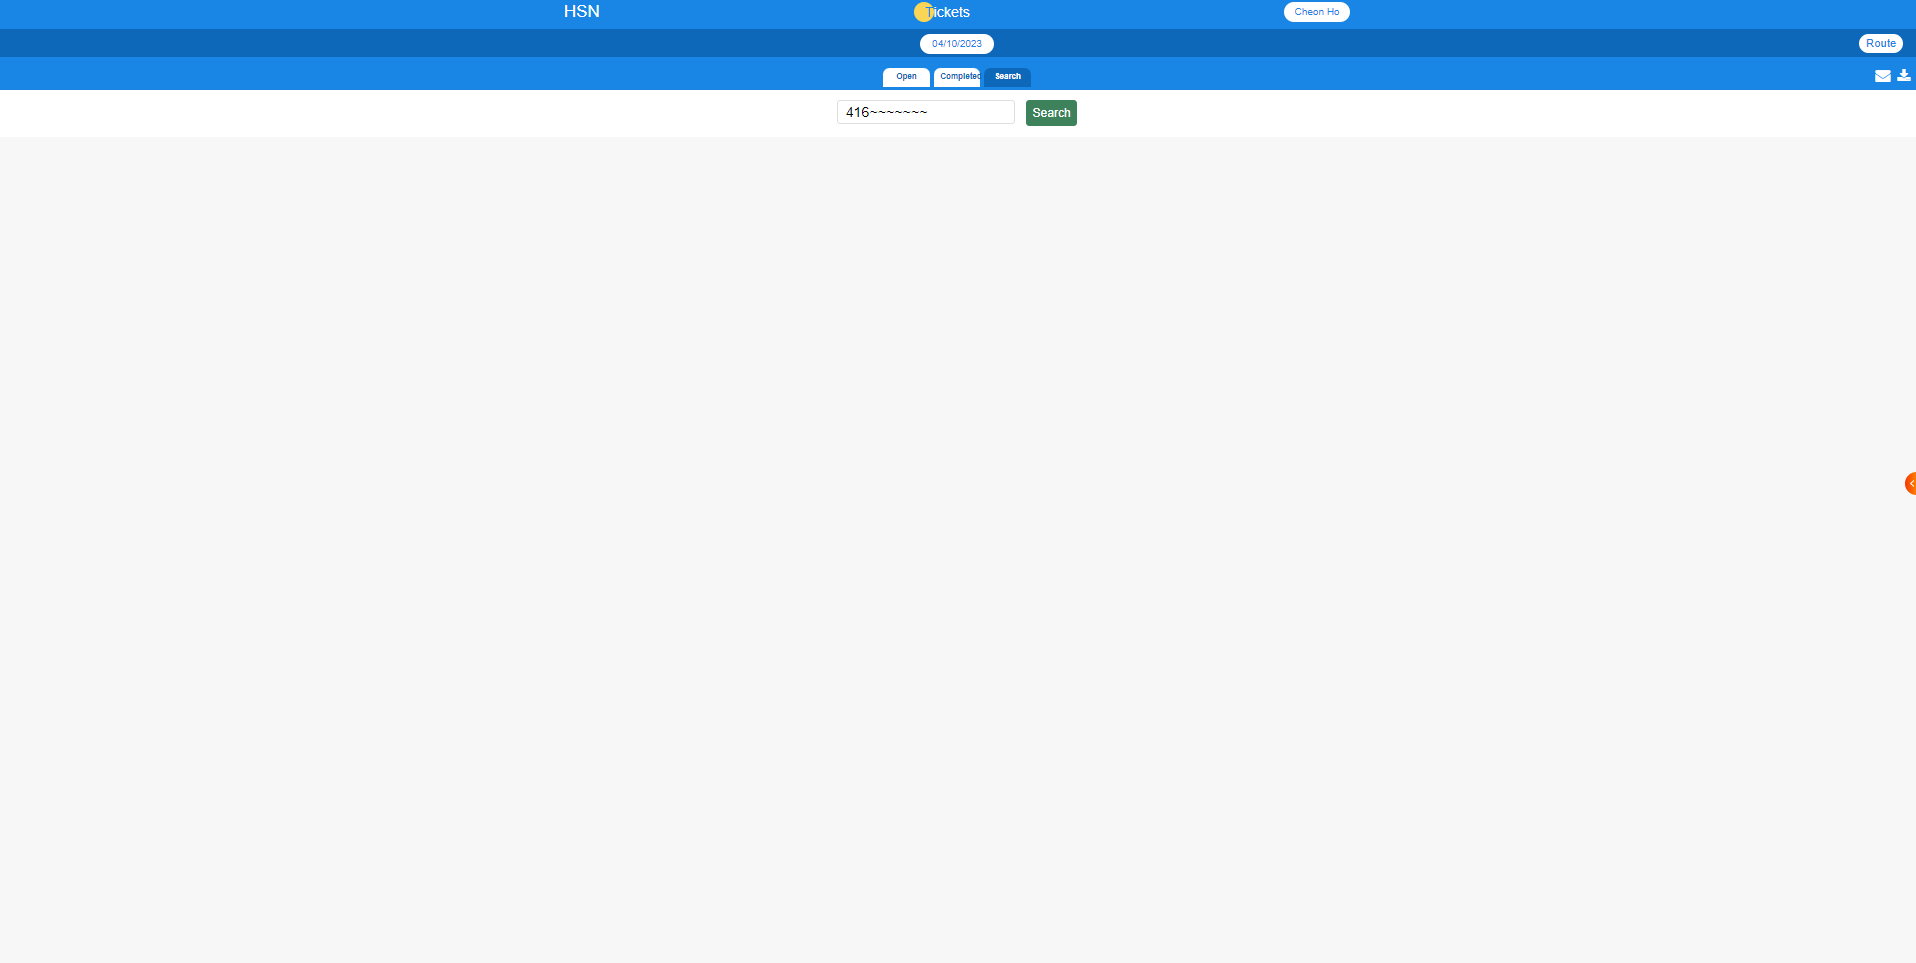 HSN
Tickets
Cheon Ho
04/10/2023
Route
Open
Completed
Search
416~~~~~~~
Search